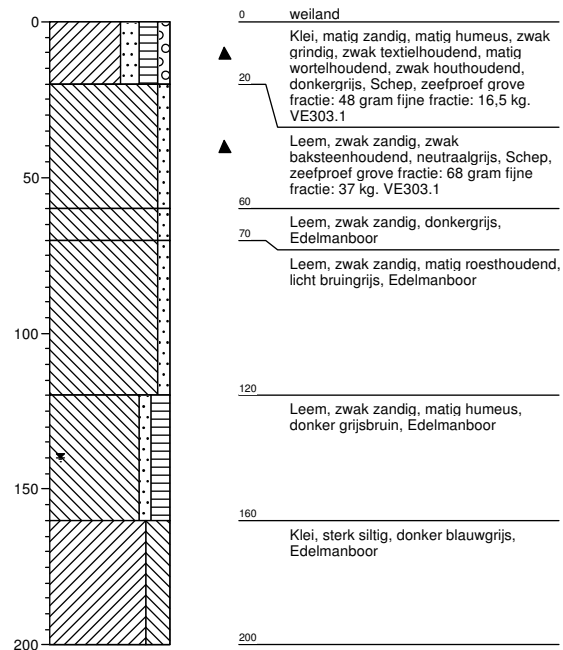 0 weiland
0
Klei, matig zandig, matig humeus, zwak
grindig, zwak textielhoudend, matig
wortelhoudend, zwak houthoudend,
donkergrijs, Schep, zeefproef grove
fractie: 48 gram fijne fractie: 16,5 kg.
VE303.1
20
Leem, zwak zandig, zwak
baksteenhoudend, neutraalgrijs, Schep,
zeefproef grove fractie: 68 gram fijne
fractie: 37 kg. VE303.1
50
60
Leem, zwak zandig, donkergrijs,
Edelmanboor
70
Leem, zwak zandig, matig roesthoudend,
licht bruingrijs, Edelmanboor
100
120
Leem, zwak zandig, matig humeus,
donker grijsbruin, Edelmanboor
150
160
Klei, sterk siltig, donker blauwgrijs,
Edelmanboor
200
200